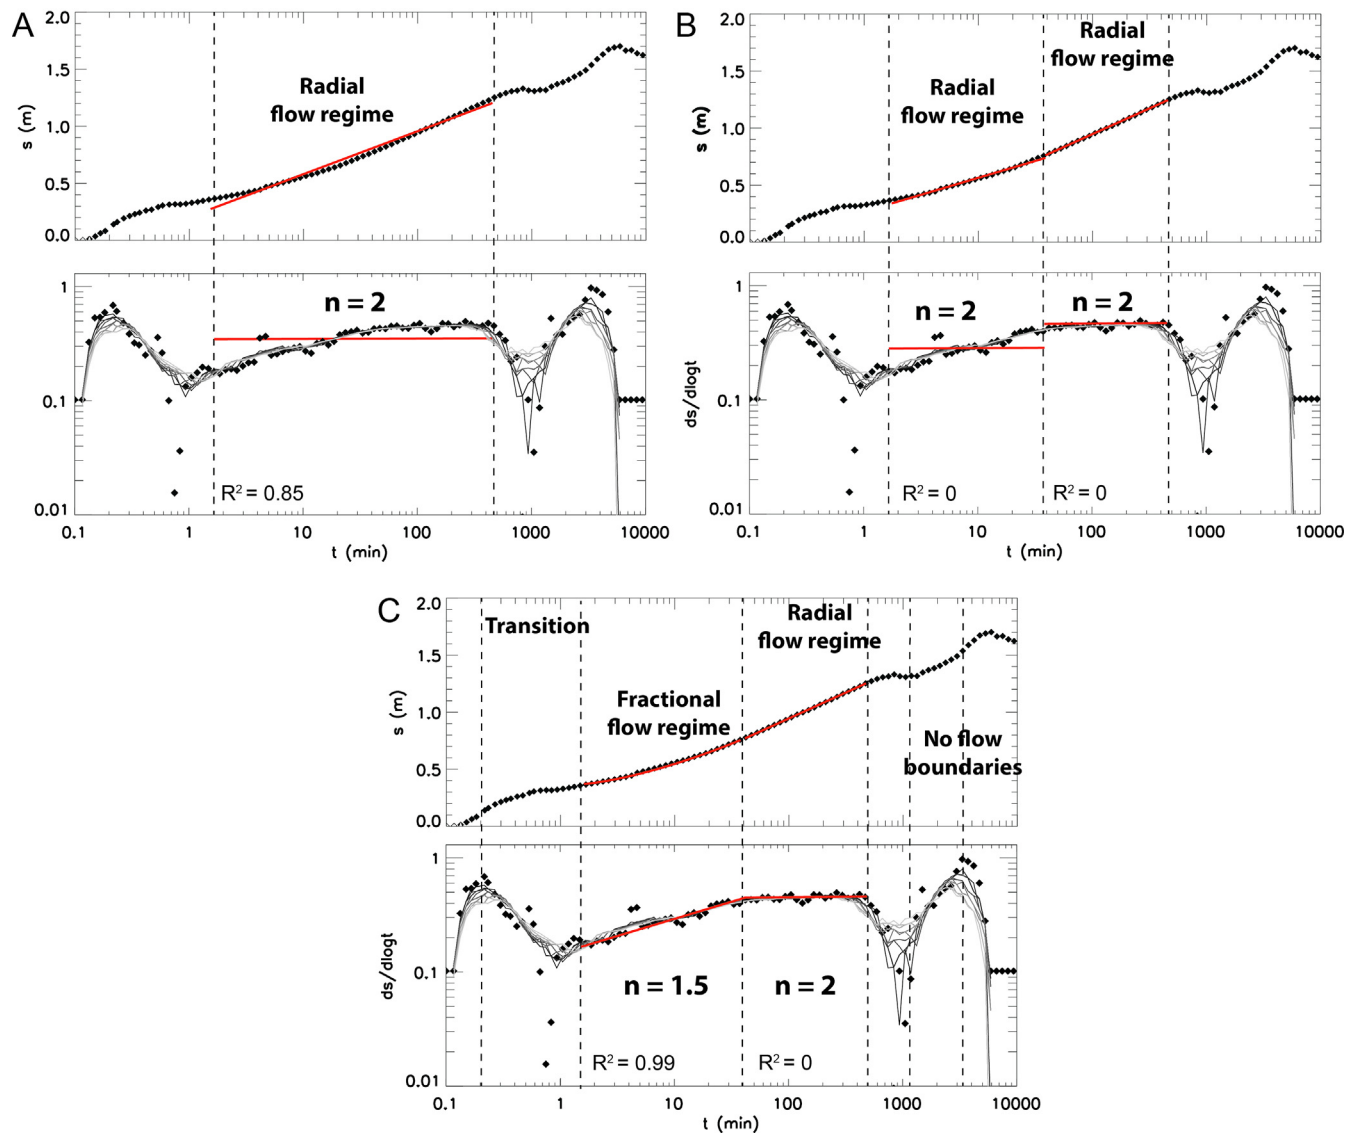 A
2.0
1.5
1.0
0.5
0.0
s (m)
Radial
flow regime
1
0.1
0.01
n = 2
R² = 0.85
0.1
1
10
100
1000
10000
t (min)
B
2.0
1.5
1.0
0.5
0.0
s (m)
Radial
flow regime
Radial
flow regime
1
0.1
0.01
ds/dlogt
n = 2
n = 2
R² = 0
R² = 0
0.1
1
10
100
1000
10000
t (min)
C
2.0
1.5
1.0
0.5
0.0
s (m)
Transition
Fractional
flow regime
Radial
flow regime
No flow
boundaries
1
0.1
0.01
ds/dlogt
n = 1.5
n = 2
R² = 0.99
R² = 0
0.1
1
10
100
1000
10000
t (min)